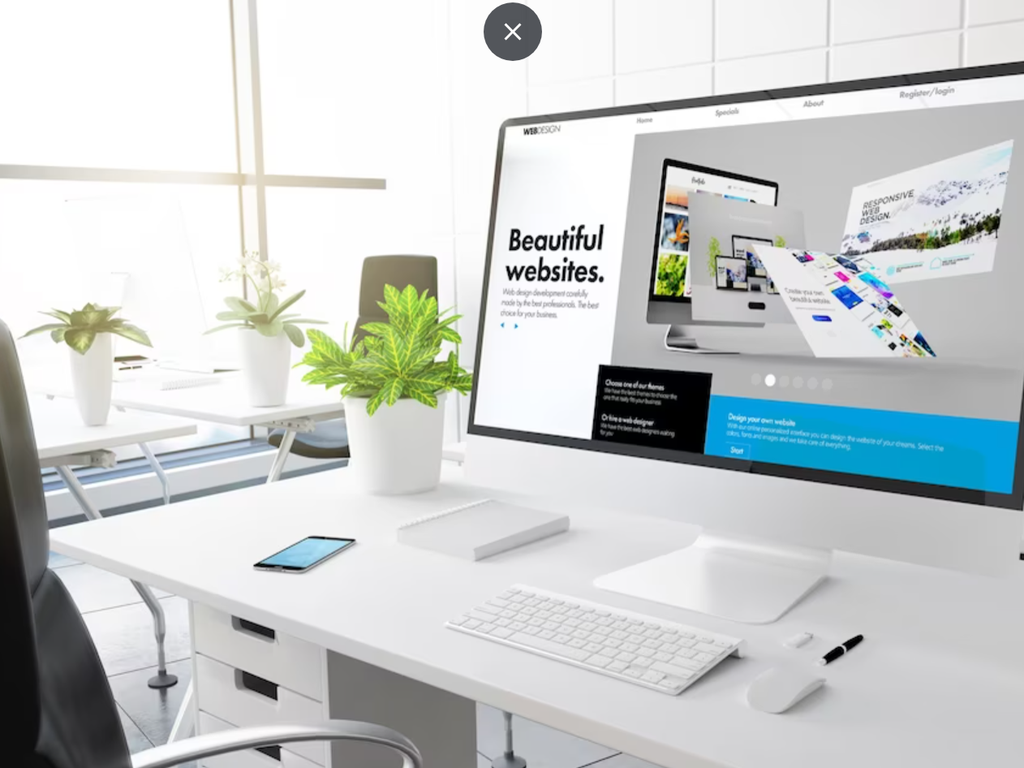 WEBDESIGN
Home
Specials
About
Register/login
Beautiful
websites.
Web design development carefully
made by the best professionals. The best
choice for your business.
Portfolio
RESPONSIVE
WEB
DESIGN.
Create your own
beautiful website.
Choose one of our themes
We have the best themes to choose the
one that really fits your business
Or hire a web designer
We have the best web designers waiting
for you
Design your own website
With our online personalized interface you can design the website of your dreams. Select the
colors, fonts and images and we take care of everything.
Start